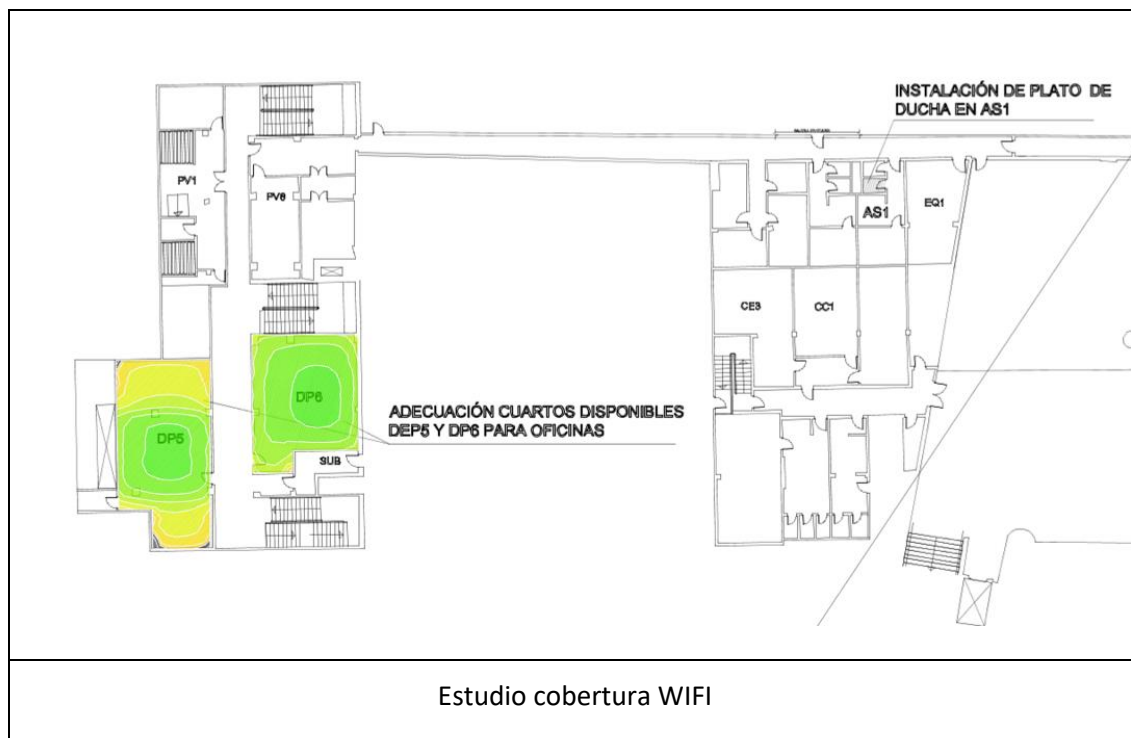 INSTALACIÓN DE PLATO DE
DUCHA EN AS1
PV1
PV6
AS1
EQ1
CE3
CC1
DP6
DP5
ADECUACIÓN CUARTOS DISPONIBLES
DEP5 Y DP6 PARA OFICINAS
SUB
Estudio cobertura WIFI